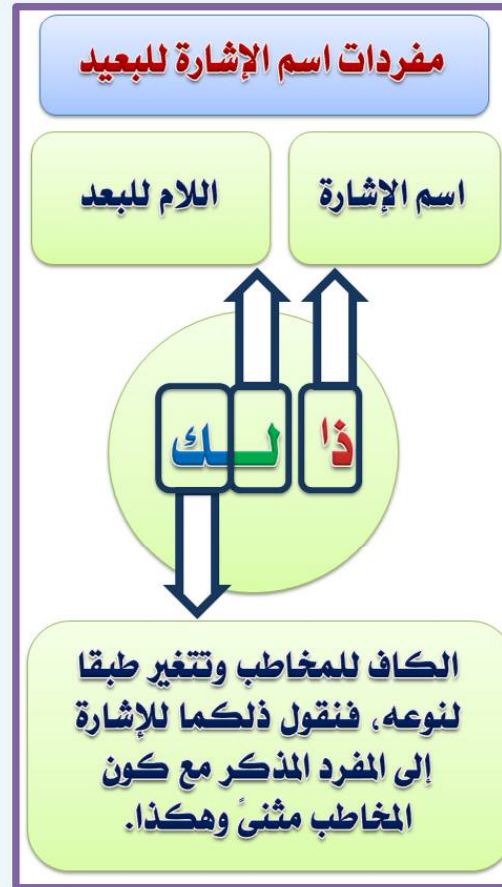 مفردات اسم الإشارة للبعيد
اسم الإشارة
اللام للبعد
ذا لـك
الكاف للمخاطب وتتغير طبقا
لنوعه، فنقول ذلكما للإشارة
إلى المفرد المذكر مع كون
المخاطب مثنىً وهكذا.